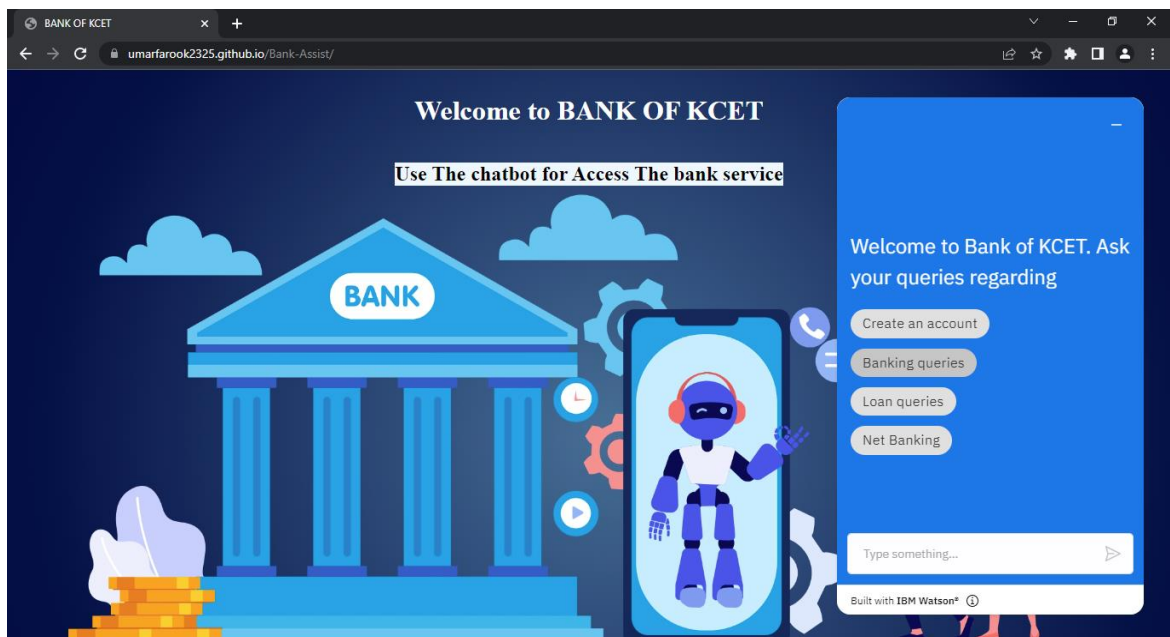 BANK OF KCET
umarfarook2325.github.io/Bank-Assist/
Welcome to BANK OF KCET
Use The chatbot for Access The bank service
BANK
Welcome to Bank of KCET. Ask
your queries regarding
Create an account
Banking queries
Loan queries
Net Banking
Type something...
Built with IBM Watson®